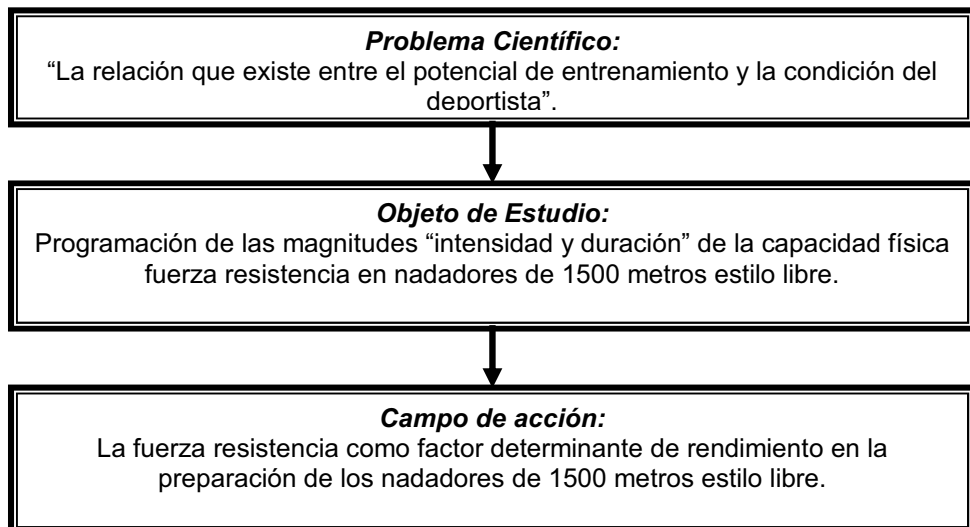 Problema Científico:
“La relación que existe entre el potencial de entrenamiento y la condición del
deportista”.
Objeto de Estudio:
Programación de las magnitudes “intensidad y duración” de la capacidad física
fuerza resistencia en nadadores de 1500 metros estilo libre.
Campo de acción:
La fuerza resistencia como factor determinante de rendimiento en la
preparación de los nadadores de 1500 metros estilo libre.